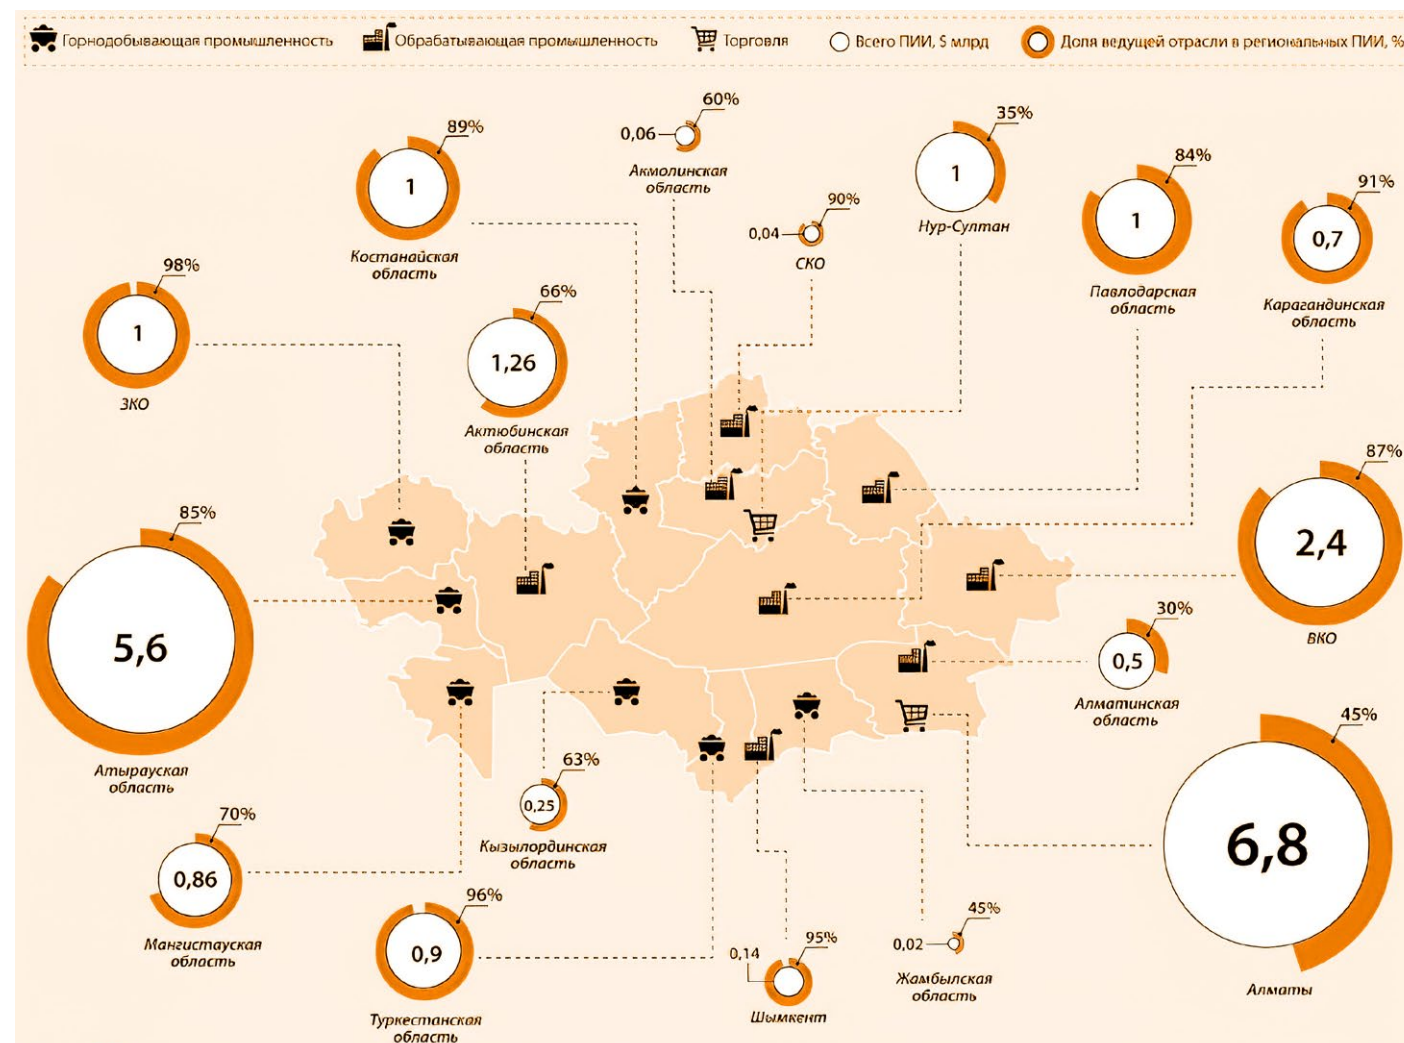 Горнодобывающая промышленность
Обрабатывающая промышленность
Торговля
Всего ПИИ, $ млрд
Доля ведущей отрасли в региональных ПИИ, %
89%
1
Костанайская
область
60%
0,06
Акмолинская
область
35%
1
Нур-Султан
90%
0,04
СКО
84%
1
Павлодарская
область
91%
0,7
Карагандинская
область
98%
1
ЗКО
66%
1,26
Актюбинская
область
87%
2,4
ВКО
85%
5,6
Атырауская
область
30%
0,5
Алматинская
область
45%
6,8
Алматы
63%
0,25
Кызылординская
область
70%
0,86
Мангистауская
область
96%
0,9
Туркестанская
область
95%
0,14
Шымкент
45%
0,02
Жамбылская
область